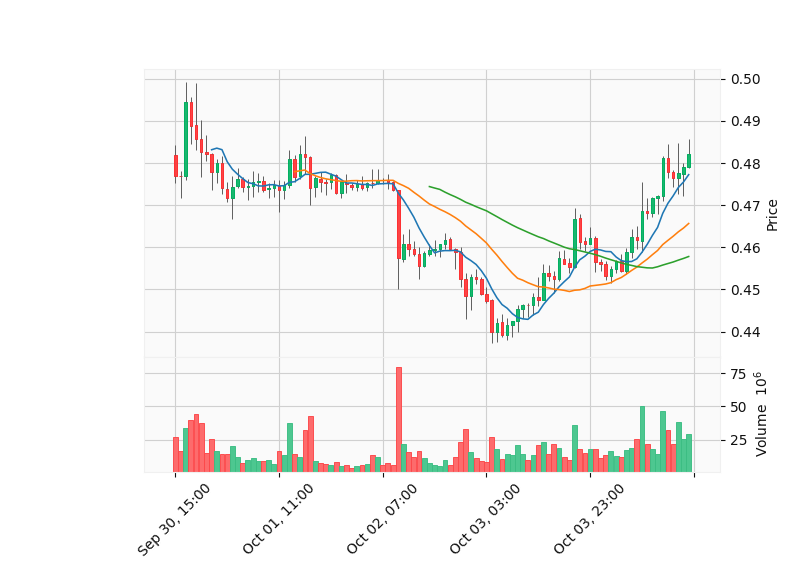 0.50
0.49
0.48
0.47
0.46
0.45
0.44
Price
75
50
25
Volume 10^6
Sep 30, 15:00
Oct 01, 11:00
Oct 02, 07:00
Oct 03, 03:00
Oct 03, 23:00